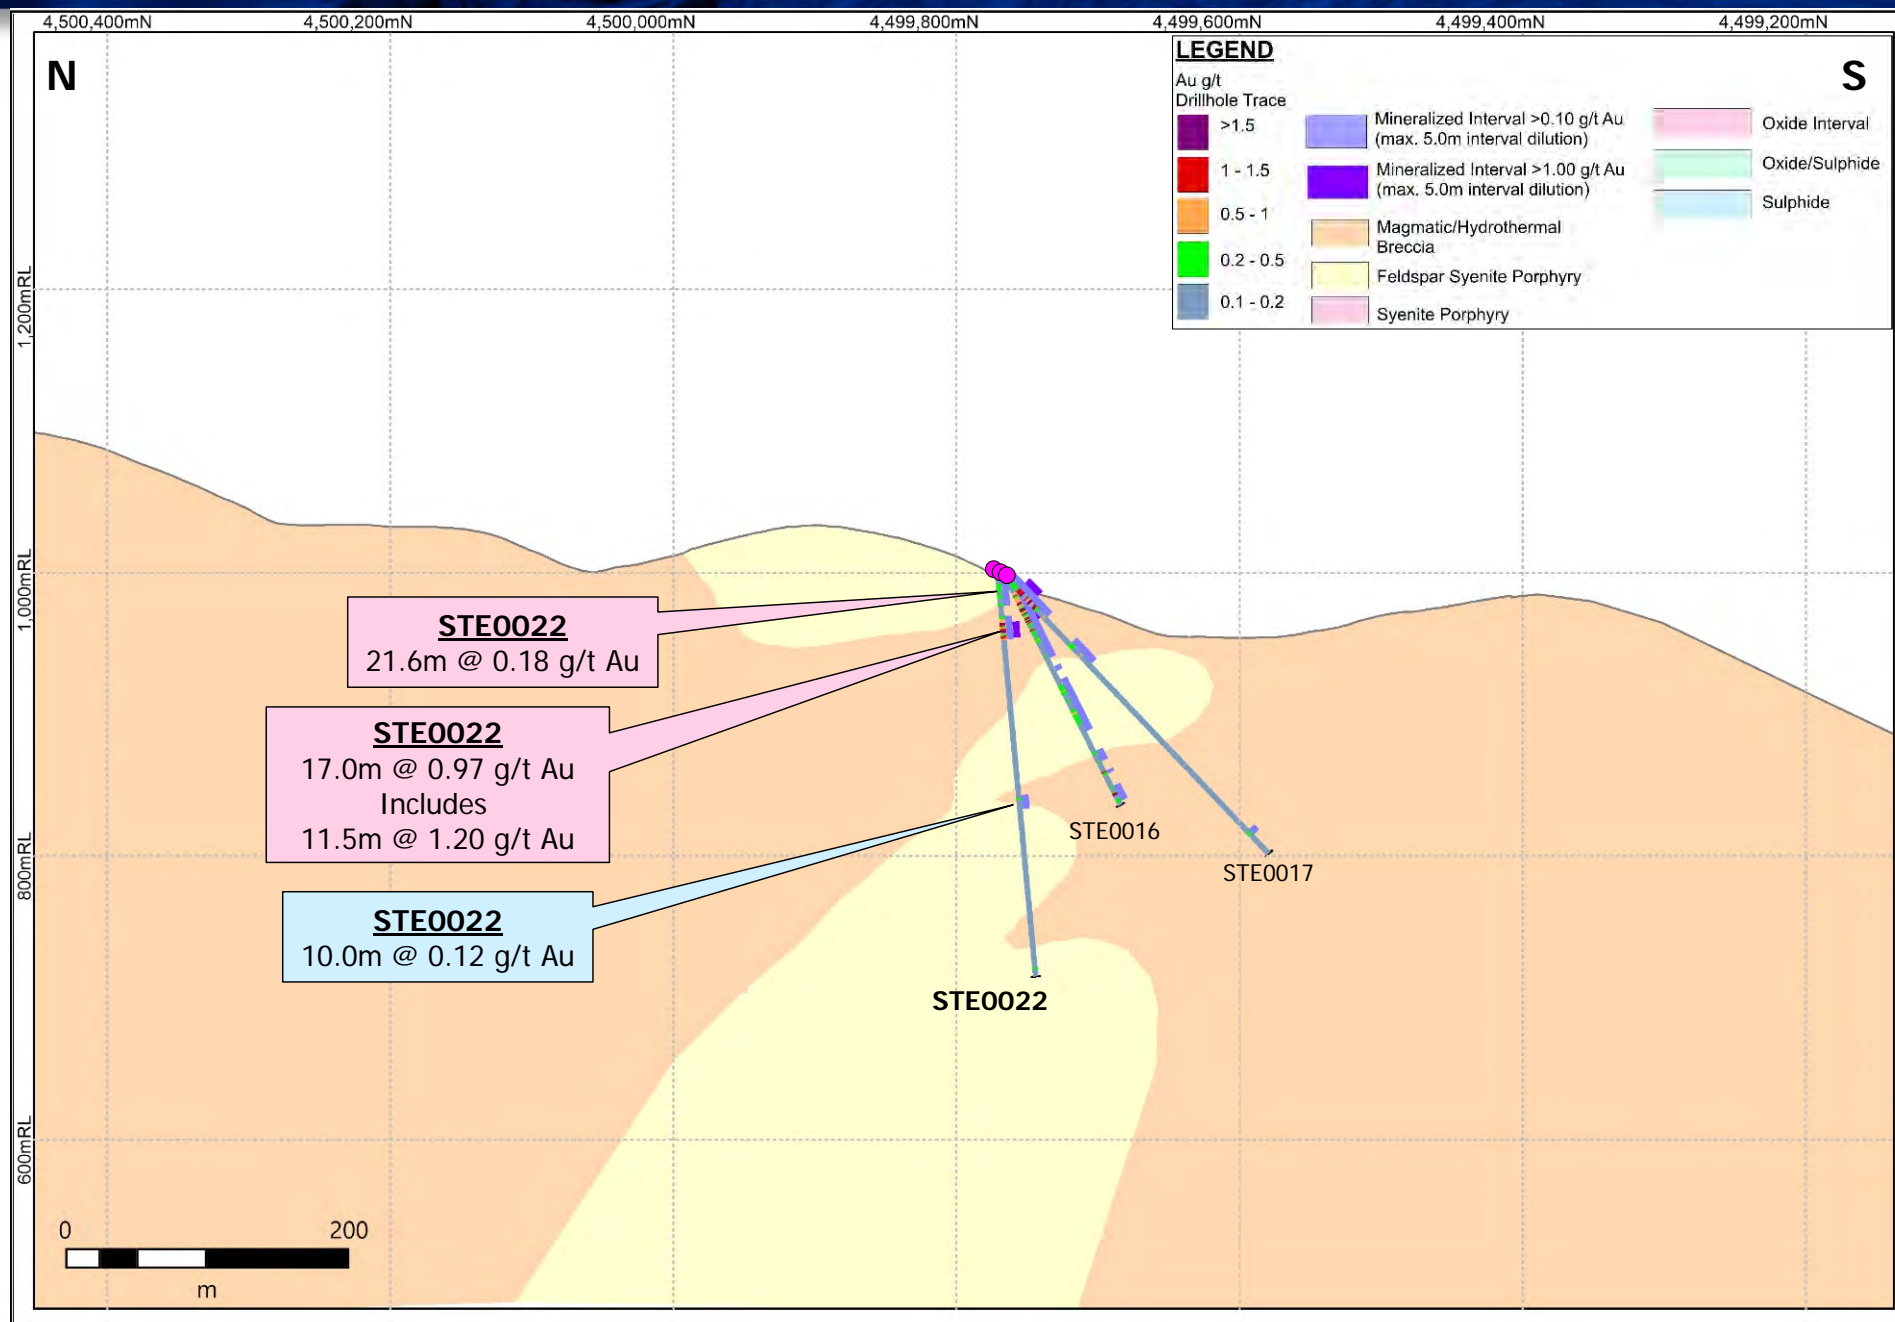 4,500,400mN 4,500,200mN 4,500,000mN 4,499,800mN 4,499,600mN 4,499,400mN 4,499,200mN
N
S
LEGEND
Au g/t
Drillhole Trace
>1.5
1 - 1.5
0.5 - 1
0.2 - 0.5
0.1 - 0.2
Mineralized Interval >0.10 g/t Au
(max. 5.0m interval dilution)
Mineralized Interval >1.00 g/t Au
(max. 5.0m interval dilution)
Magmatic/Hydrothermal
Breccia
Feldspar Syenite Porphyry
Syenite Porphyry
Oxide Interval
Oxide/Sulphide
Sulphide
1,200mRL
1,000mRL
800mRL
600mRL
STE0022
21.6m @ 0.18 g/t Au
STE0022
17.0m @ 0.97 g/t Au
Includes
11.5m @ 1.20 g/t Au
STE0022
10.0m @ 0.12 g/t Au
STE0016
STE0017
STE0022
0 200
m